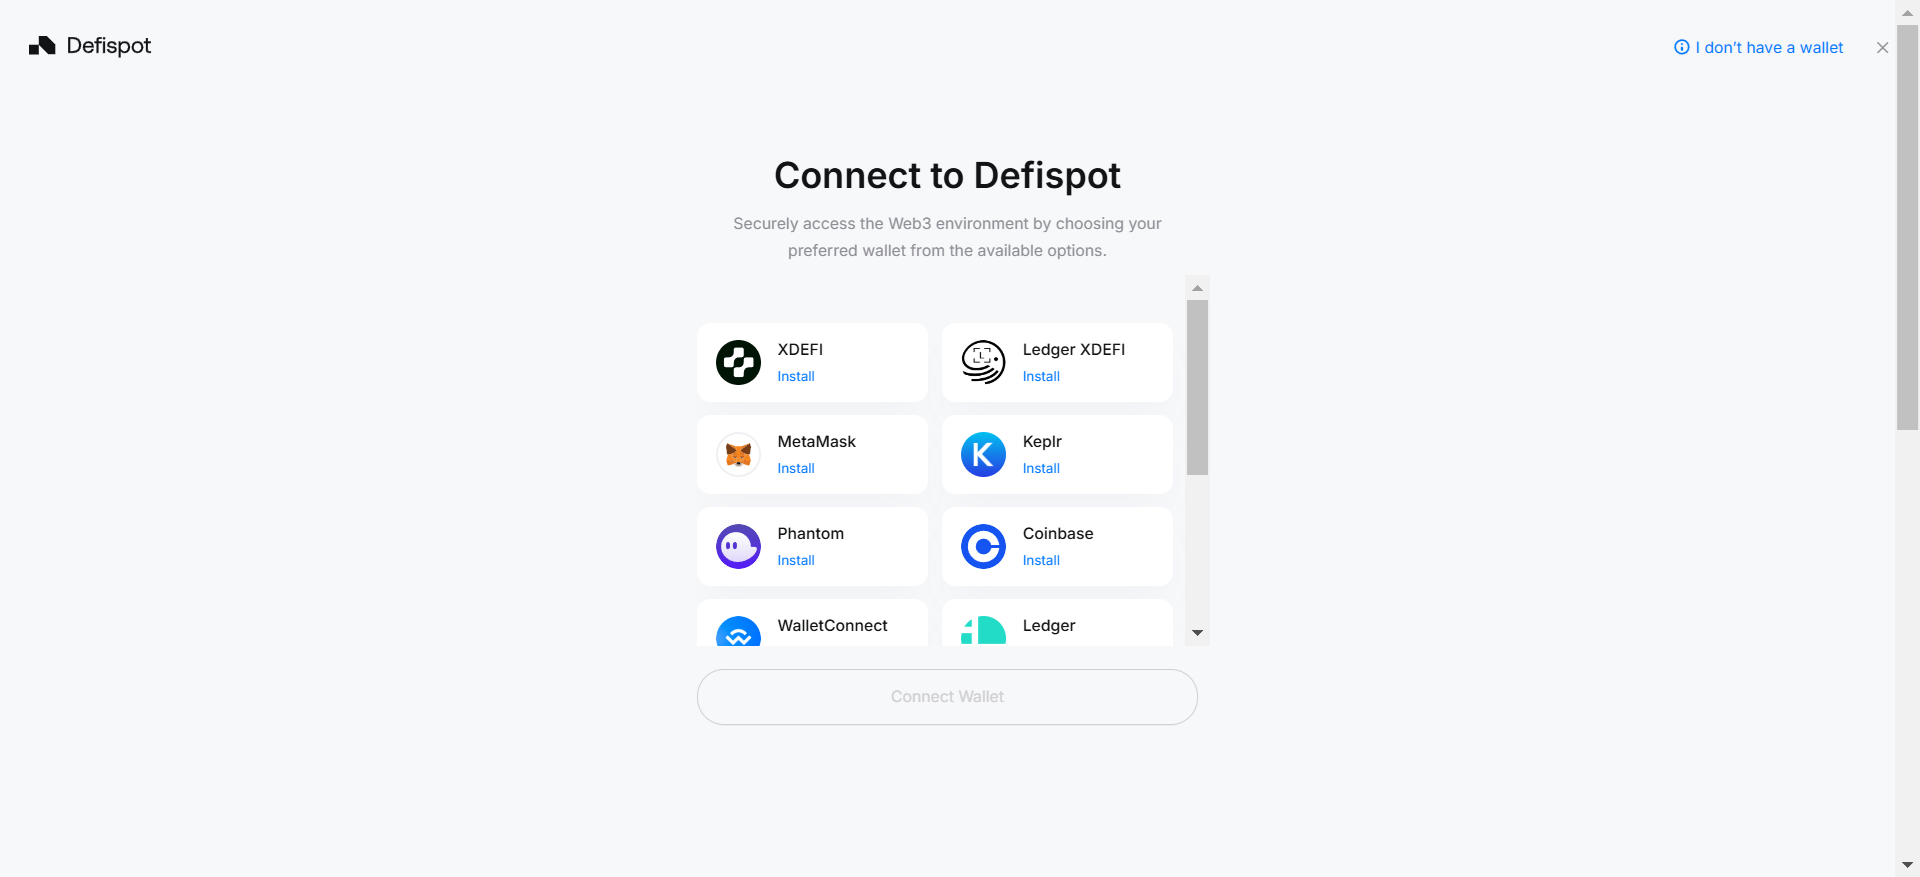 Defispot
I don't have a wallet
Connect to Defispot
Securely access the Web3 environment by choosing your
preferred wallet from the available options.
XDEFI
Install
Ledger XDEFI
Install
MetaMask
Install
Keplr
Install
Phantom
Install
Coinbase
Install
WalletConnect
Ledger
Connect Wallet